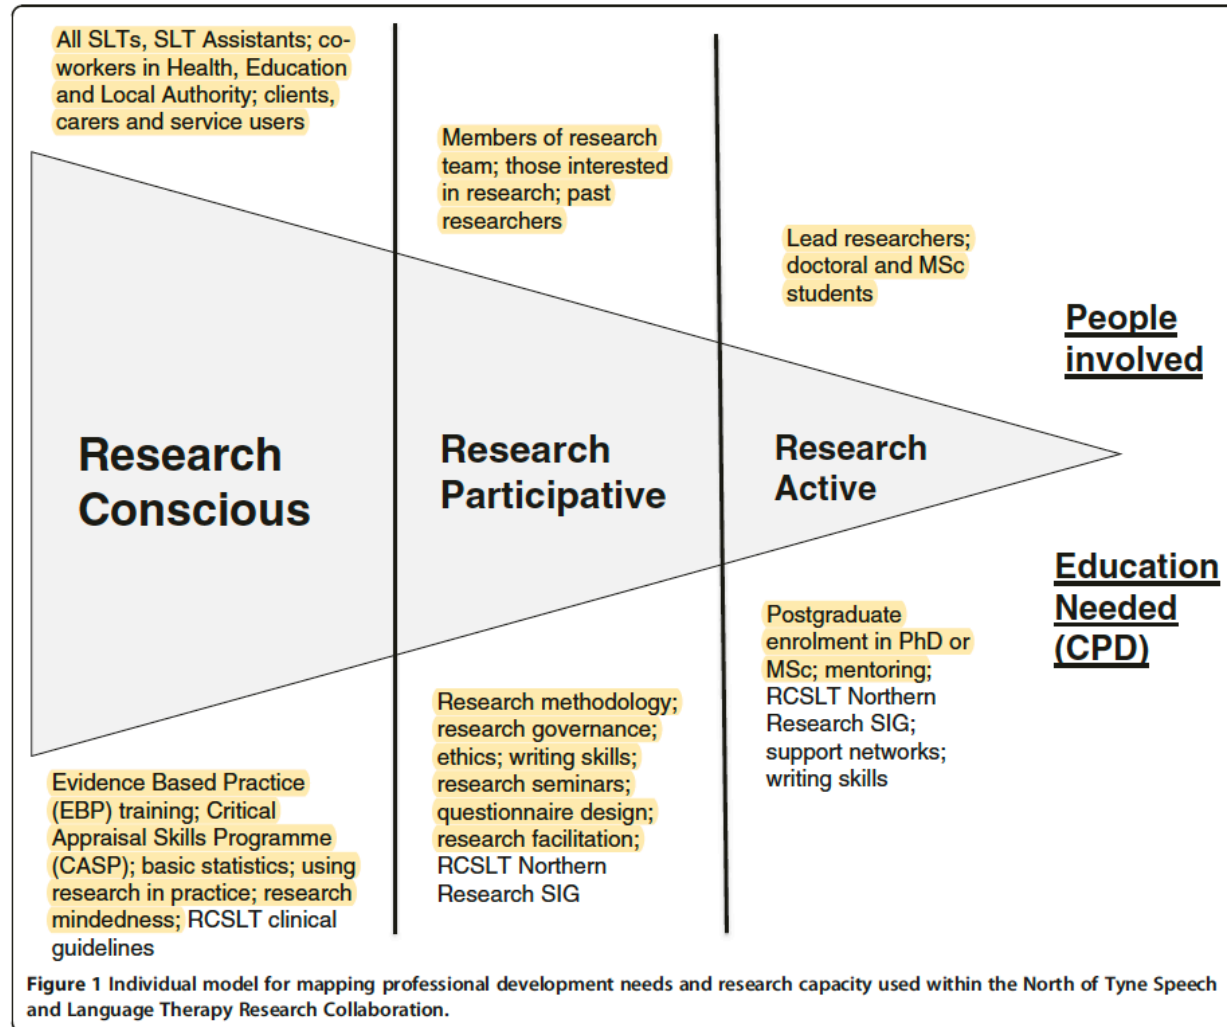 All SLTs, SLT Assistants; co-
workers in Health, Education
and Local Authority; clients,
carers and service users
Members of research
team; those interested
in research; past
researchers
Lead researchers;
doctoral and MSc
students
People
involved
Research
Conscious
Research
Participative
Research
Active
Education
Needed
(CPD)
Evidence Based Practice
(EBP) training; Critical
Appraisal Skills Programme
(CASP); basic statistics; using
research in practice; research
mindedness; RCSLT clinical
guidelines
Research methodology;
research governance;
ethics; writing skills;
research seminars;
questionnaire design;
research facilitation;
RCSLT Northern
Research SIG
Postgraduate
enrolment in PhD or
MSc; mentoring;
RCSLT Northern
Research SIG;
support networks;
writing skills
Figure 1 Individual model for mapping professional development needs and research capacity used within the North of Tyne Speech
and Language Therapy Research Collaboration.